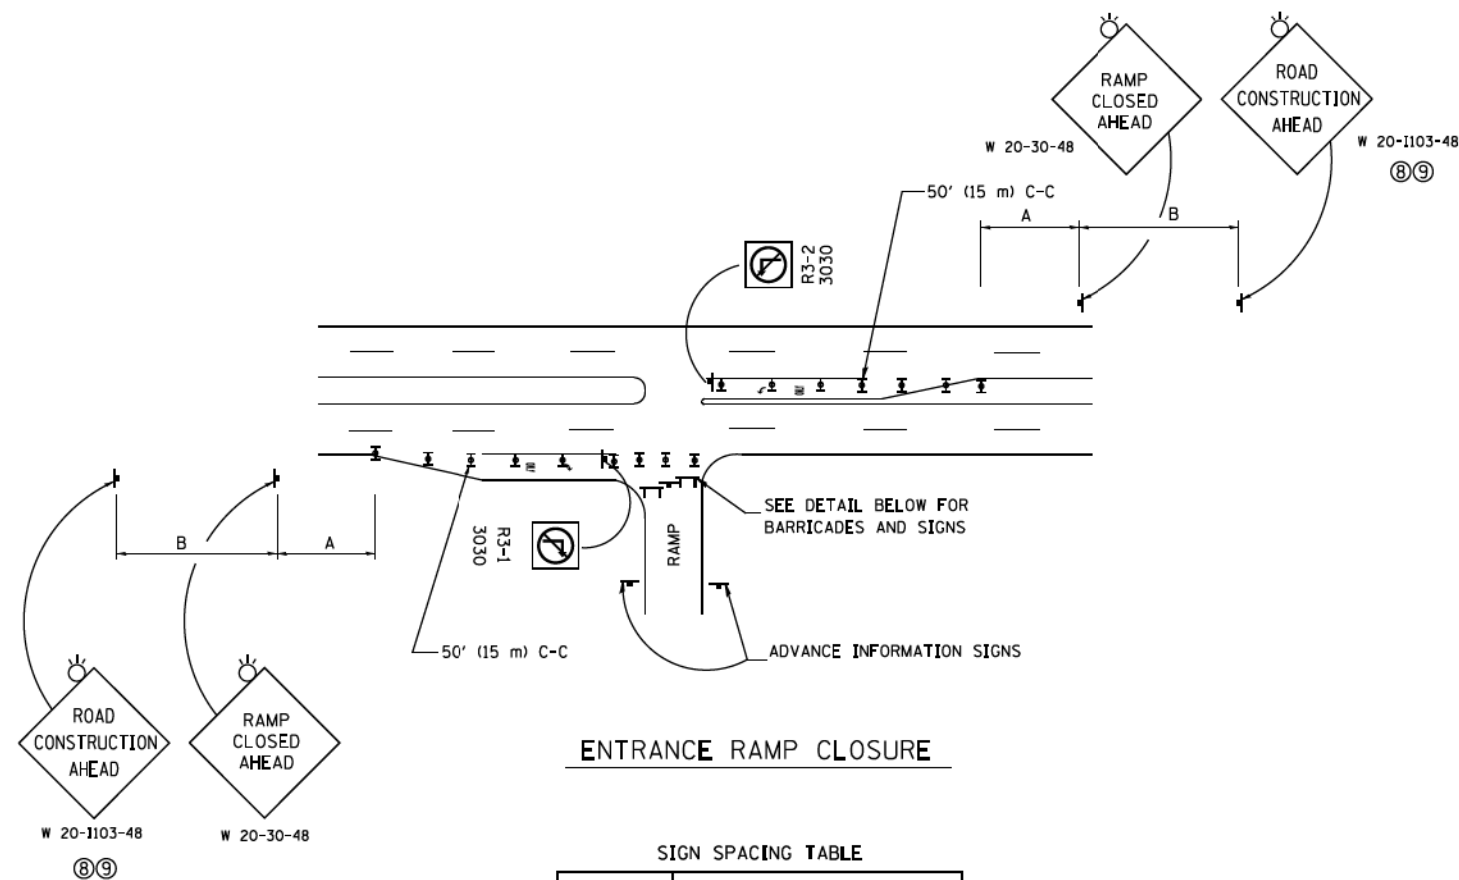 RAMP
CLOSED
AHEAD
ROAD
CONSTRUCTION
AHEAD
W 20-30-48
W 20-I103-48
⑧⑨
50' (15 m) C-C
A
B
R3-2
3030
SEE DETAIL BELOW FOR
BARRICADES AND SIGNS
B
A
R3-1
3030
RAMP
50' (15 m) C-C
ADVANCE INFORMATION SIGNS
ROAD
CONSTRUCTION
AHEAD
RAMP
CLOSED
AHEAD
W 20-I103-48
W 20-30-48
⑧⑨
ENTRANCE RAMP CLOSURE
SIGN SPACING TABLE